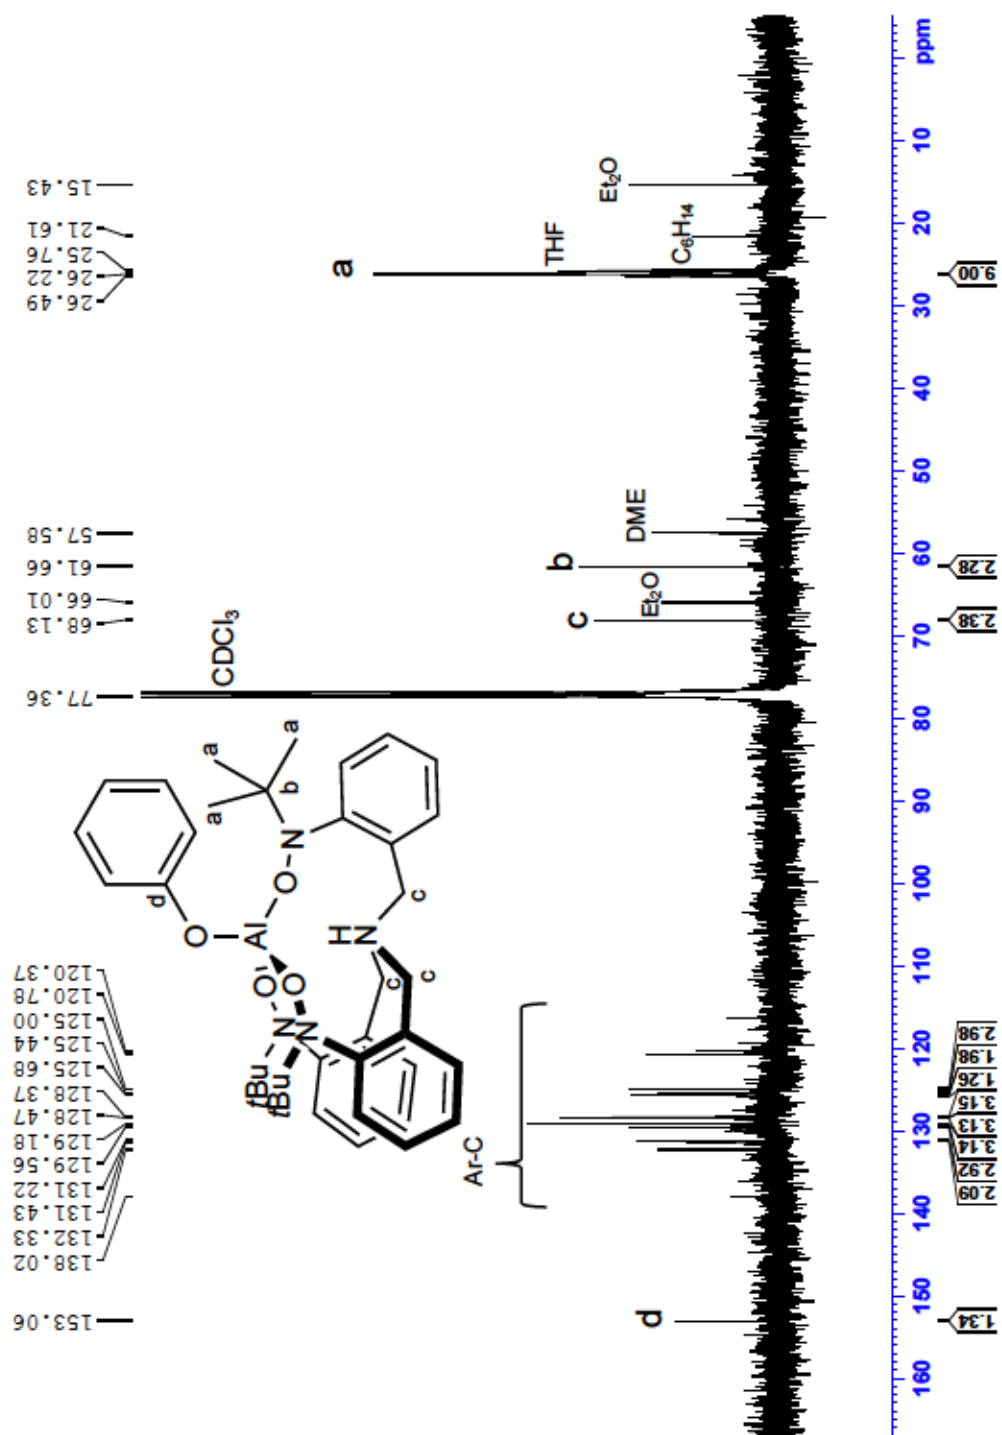 153.06
138.02
132.33
131.43
131.22
129.56
129.18
128.47
128.37
125.68
125.44
125.00
120.78
120.37
77.36
68.13
66.01
61.66
57.58
26.49
26.22
25.76
21.61
15.43
CDCl3
a
THF
C6H14
Et2O
DME
b
Et2O
c
d
Ar-C
d
O
Al
O
O
O
N
N
N
tBu
tBu
H
N
a
a
a
b
c
c
c
160
150
140
130
120
110
100
90
80
70
60
50
40
30
20
10
ppm
1.34
2.09
2.92
3.14
3.13
3.15
1.26
1.98
2.98
2.38
2.28
9.00